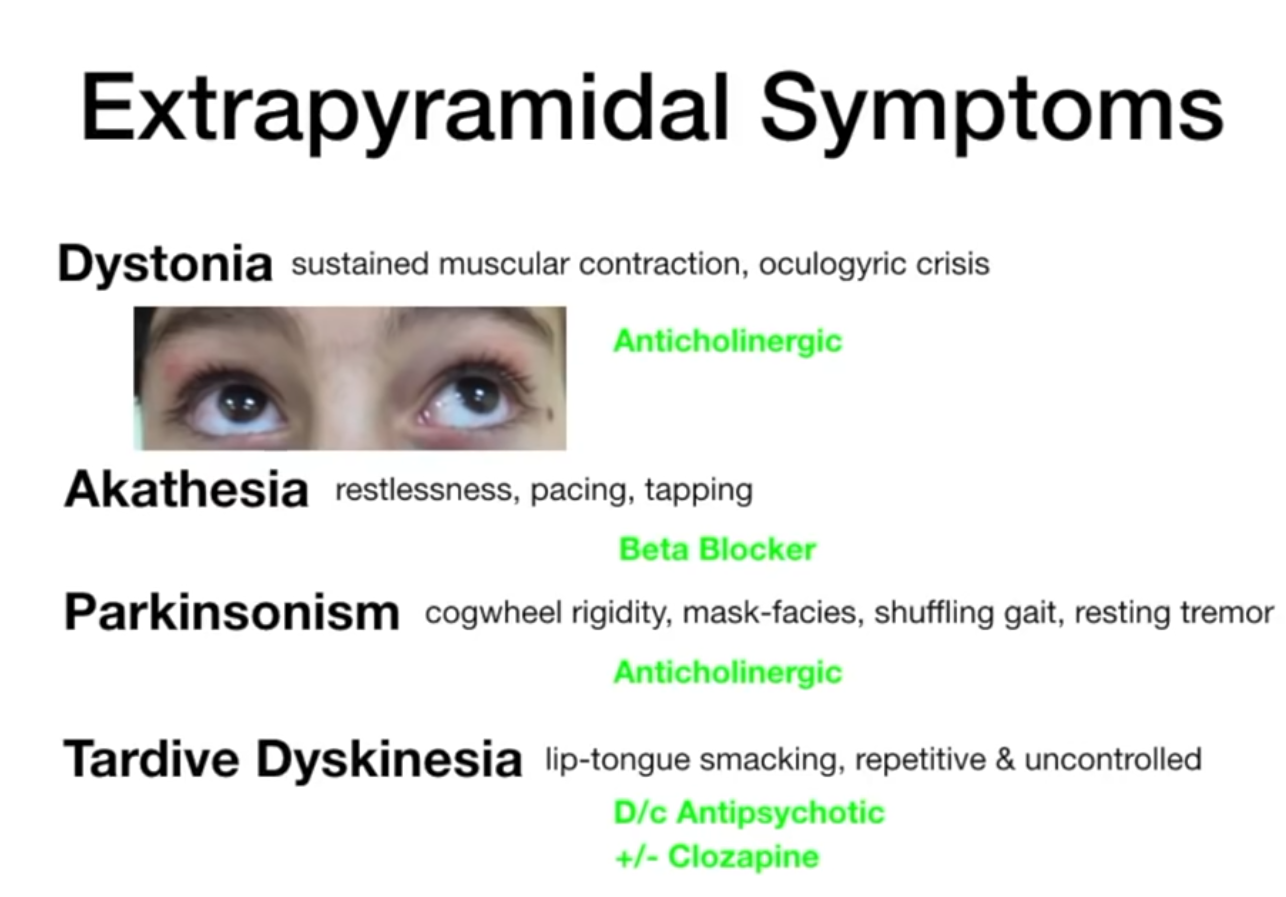 Extrapyramidal Symptoms
Dystonia sustained muscular contraction, oculogyric crisis
Anticholinergic
Akathesia restlessness, pacing, tapping
Beta Blocker
Parkinsonism cogwheel rigidity, mask-facies, shuffling gait, resting tremor
Anticholinergic
Tardive Dyskinesia lip-tongue smacking, repetitive & uncontrolled
D/c Antipsychotic
+/- Clozapine